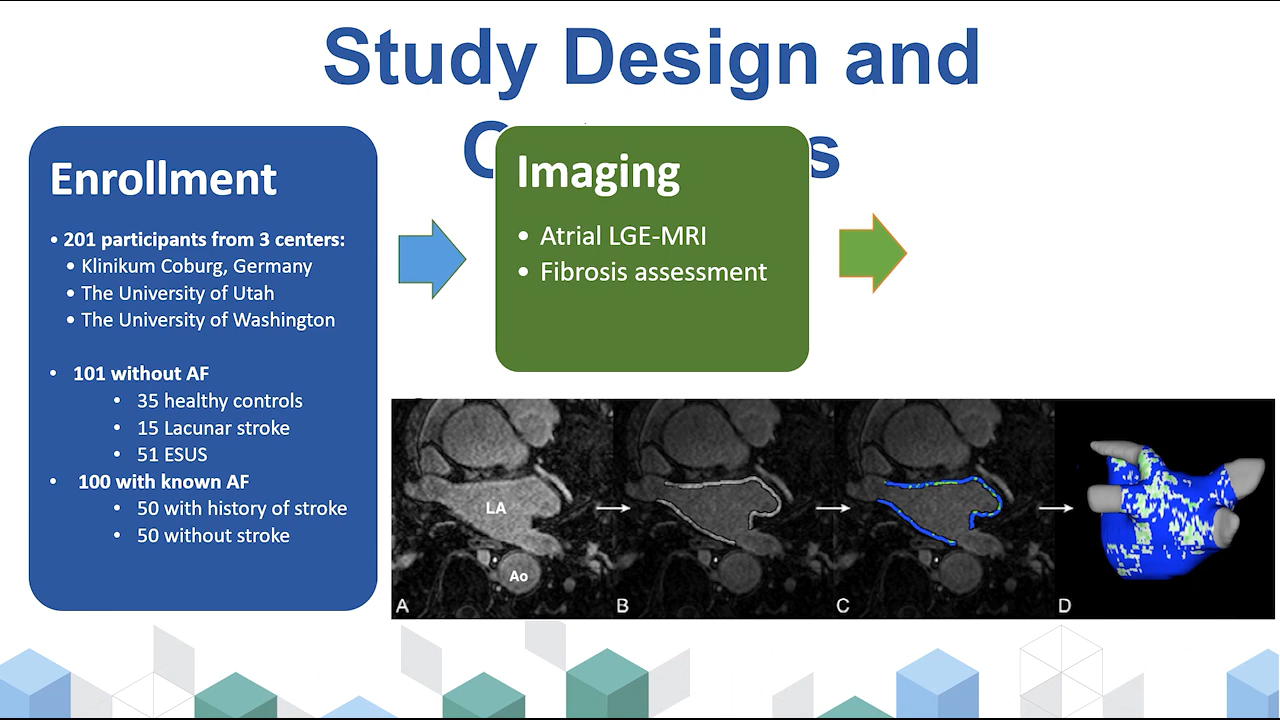 Study Design and
Enrollment
• 201 participants from 3 centers:
• Klinikum Coburg, Germany
• The University of Utah
• The University of Washington
• 101 without AF
• 35 healthy controls
• 15 Lacunar stroke
• 51 ESUS
• 100 with known AF
• 50 with history of stroke
• 50 without stroke
Imaging
• Atrial LGE-MRI
• Fibrosis assessment
LA
Ao
A
B
C
D